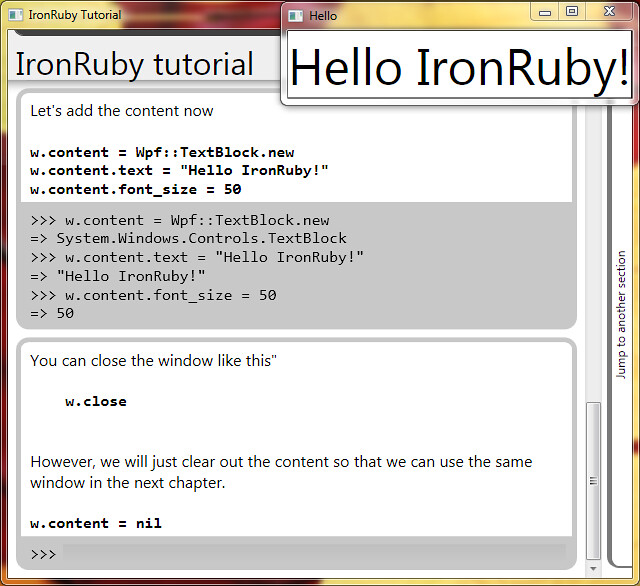 IronRuby Tutorial
Hello
IronRuby tutorial
Hello IronRuby!
Let's add the content now
w.content = Wpf::TextBlock.new
w.content.text = "Hello IronRuby!"
w.content.font_size = 50
>>> w.content = Wpf::TextBlock.new
=> System.Windows.Controls.TextBlock
>>> w.content.text = "Hello IronRuby!"
=> "Hello IronRuby!"
>>> w.content.font_size = 50
=> 50
You can close the window like this"
w.close
However, we will just clear out the content so that we can use the same
window in the next chapter.
w.content = nil
>>>
Jump to another section